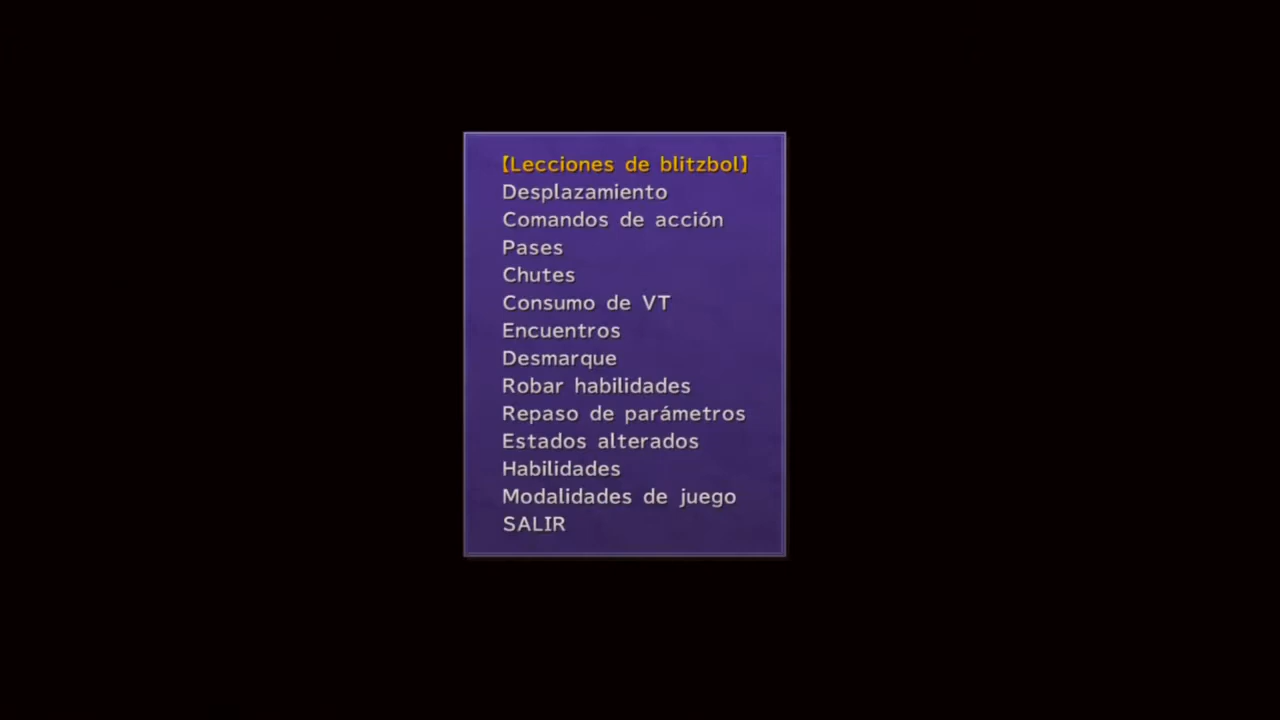 【Lecciones de blitzbol】
Desplazamiento
Comandos de acción
Pases
Chutes
Consumo de VT
Encuentros
Desmarque
Robar habilidades
Repaso de parámetros
Estados alterados
Habilidades
Modalidades de juego
SALIR